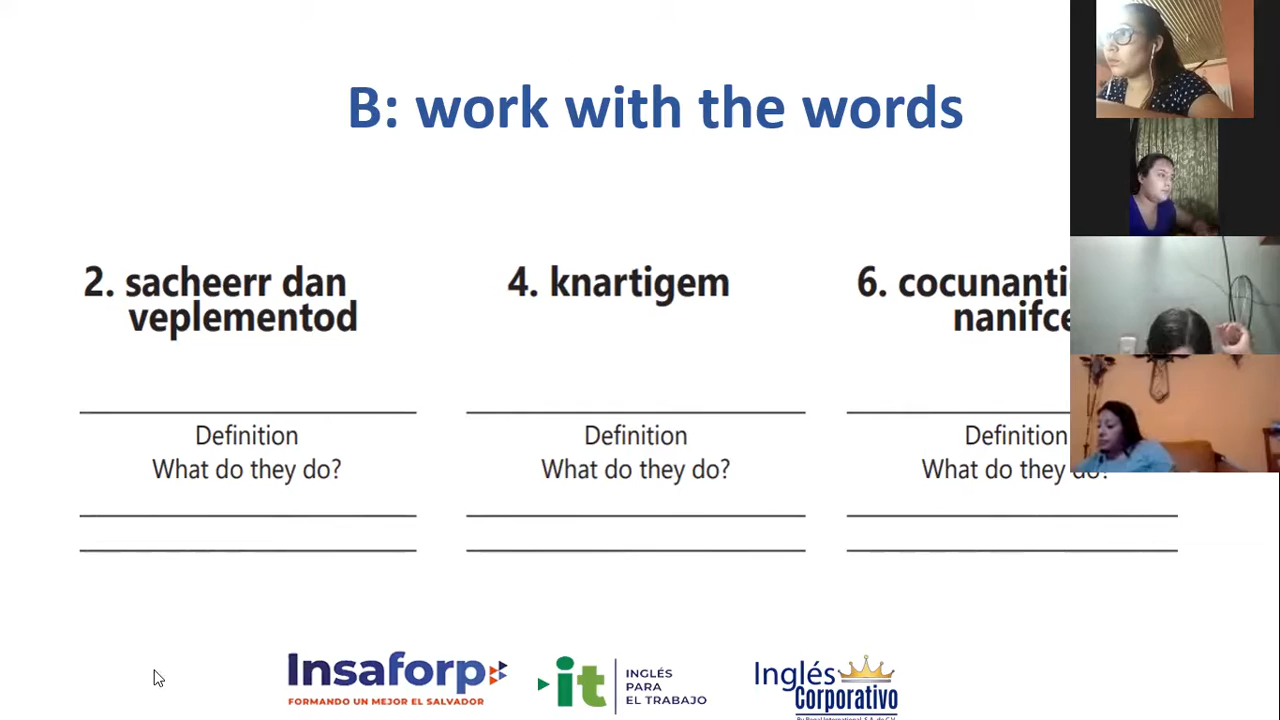 B: work with the words
2. sacheerr dan
veplementod
4. knartigem
6. cocunanti
nanifce
Definition
What do they do?
Definition
What do they do?
Definition
What do they do?
Insaforp
FORMANDO UN MEJOR EL SALVADOR
it
INGLÉS
PARA
EL TRABAJO
Inglés
Corporativo